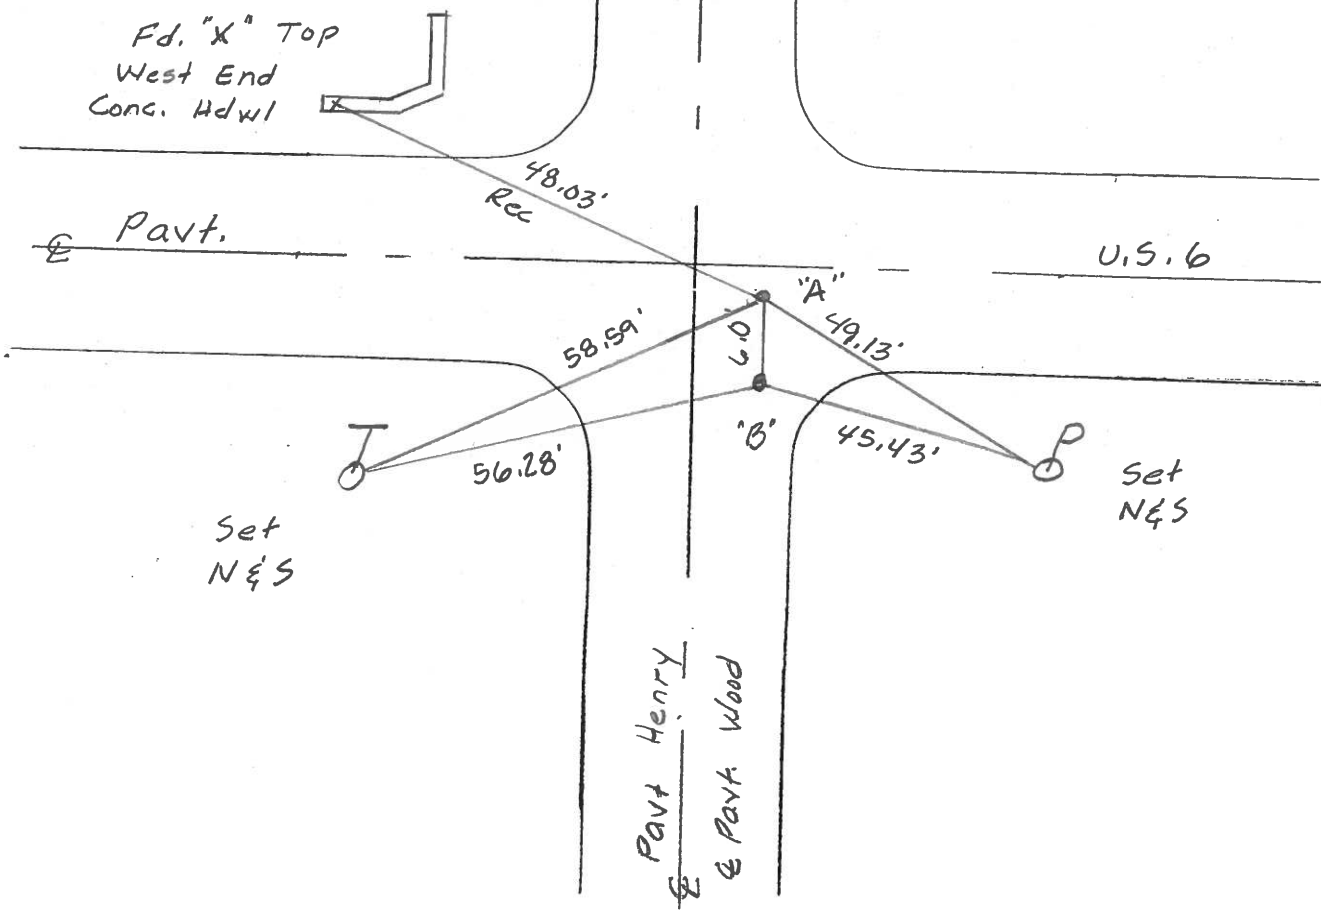 Fd. "X" Top
West End
Conc. Hdwl
X
48.03'
Rec
℄ Pavt.
U.S. 6
"A"
58.59'
6.0'
49.13'
"B"
56.28'
45.43'
T
P
Set
N & S
Set
N & S
℄ Pavt Henry
℄ Pavt. Wood